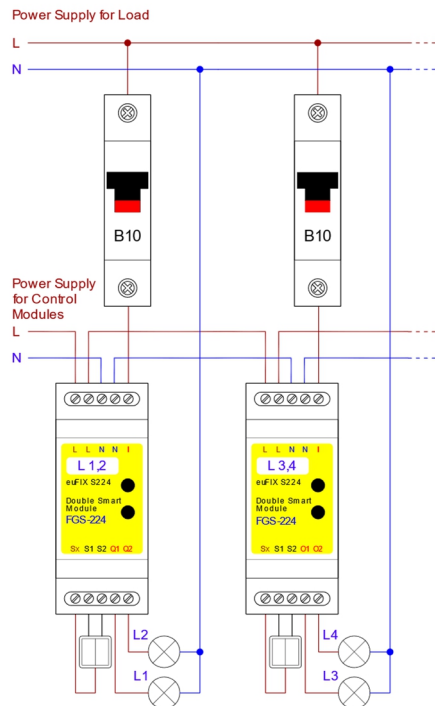 Power Supply for Load
L
N
B10
B10
Power Supply
for Control
Modules
L
N
L L N N I
L 1,2
euFIX S224
Double Smart
Module
FGS-224
Sx S1 S2 Q1 Q2
L L N N I
L 3,4
euFIX S224
Double Smart
Module
FGS-224
Sx S1 S2 O1 O2
L2
L1
L4
L3